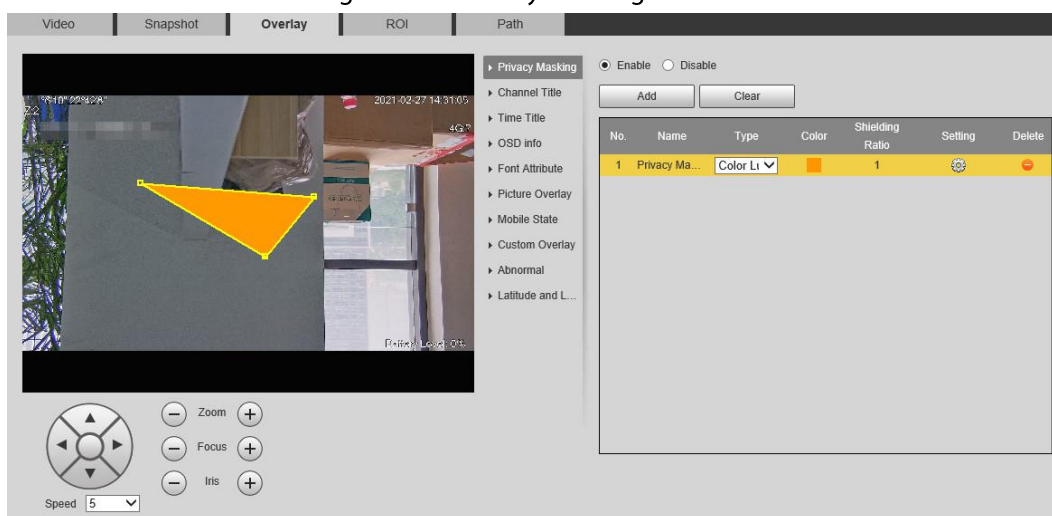 Video
Snapshot
Overlay
ROI
Path
2021-02-27 14:31:05
Privacy Masking
Channel Title
Time Title
OSD info
Font Attribute
Picture Overlay
Mobile State
Custom Overlay
Abnormal
Latitude and L...
Enable
Disable
Add
Clear
No.
Name
Type
Color
Shielding
Ratio
Setting
Delete
1
Privacy Ma...
Color Lu
1
Zoom
Focus
Iris
Speed
5